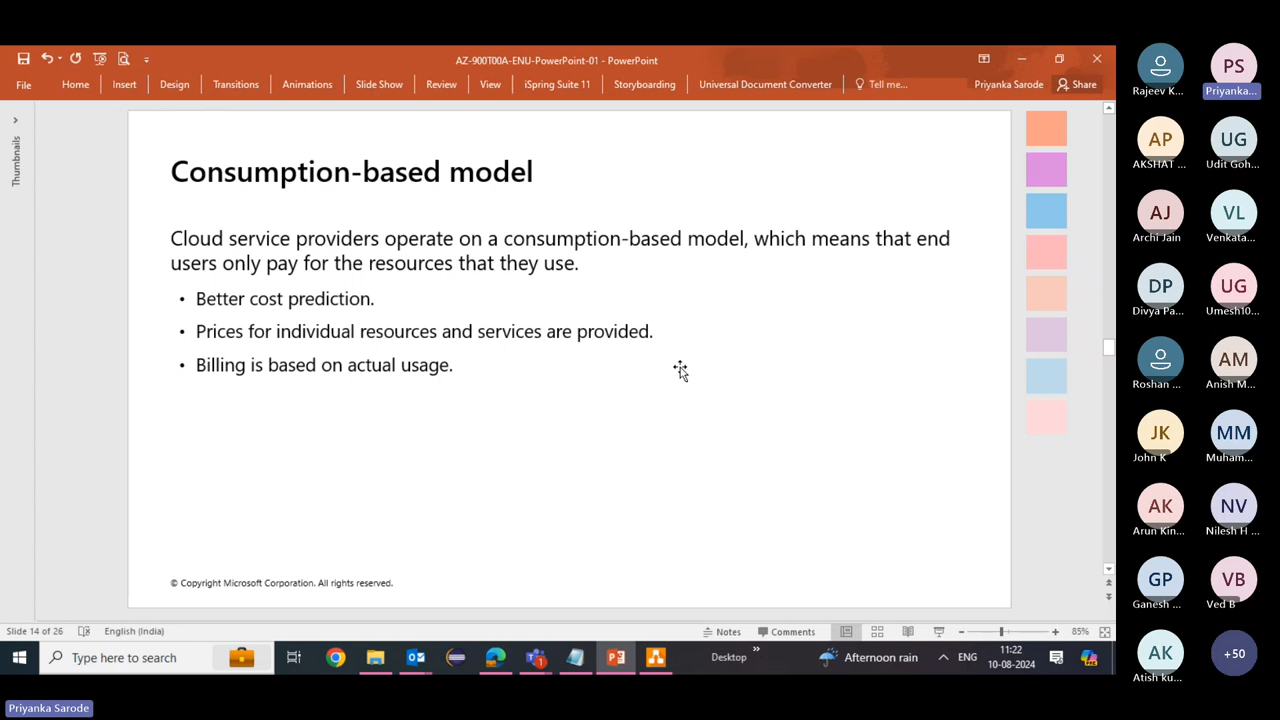 AZ-900T00A-ENU-PowerPoint-01 - PowerPoint
File Home Insert Design Transitions Animations Slide Show Review View iSpring Suite 11 Storyboarding Universal Document Converter Tell me... Priyanka Sarode Share
Thumbnails
Consumption-based model
Cloud service providers operate on a consumption-based model, which means that end
users only pay for the resources that they use.
• Better cost prediction.
• Prices for individual resources and services are provided.
• Billing is based on actual usage.
© Copyright Microsoft Corporation. All rights reserved.
Slide 14 of 26 English (India) Notes Comments 85%
Type here to search Desktop Afternoon rain ENG 11:22
10-08-2024
Priyanka Sarode
PS
Rajeev K... Priyanka...
AP UG
AKSHAT ... Udit Goh...
AJ VL
Archi Jain Venkata...
DP UG
Divya Pa... Umesh10...
AM
Roshan ... Anish M...
JK MM
John K Muham...
AK NV
Arun Kin... Nilesh H ...
GP VB
Ganesh ... Ved B
AK +50
Atish ku...